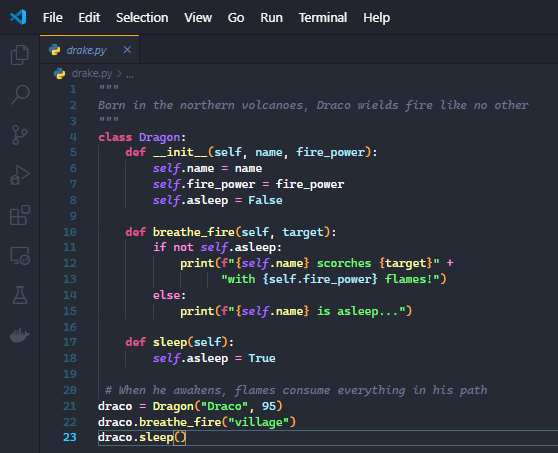 File Edit Selection View Go Run Terminal Help
drake.py
drake.py > ...
1 """
2 Born in the northern volcanoes, Draco wields fire like no other
3 """
4 class Dragon:
5     def __init__(self, name, fire_power):
6         self.name = name
7         self.fire_power = fire_power
8         self.asleep = False
9
10     def breathe_fire(self, target):
11         if not self.asleep:
12             print(f"{self.name} scorches {target}" +
13                   "with {self.fire_power} flames!")
14         else:
15             print(f"{self.name} is asleep...")
16
17     def sleep(self):
18         self.asleep = True
19
20  # When he awakens, flames consume everything in his path
21 draco = Dragon("Draco", 95)
22 draco.breathe_fire("village")
23 draco.sleep()